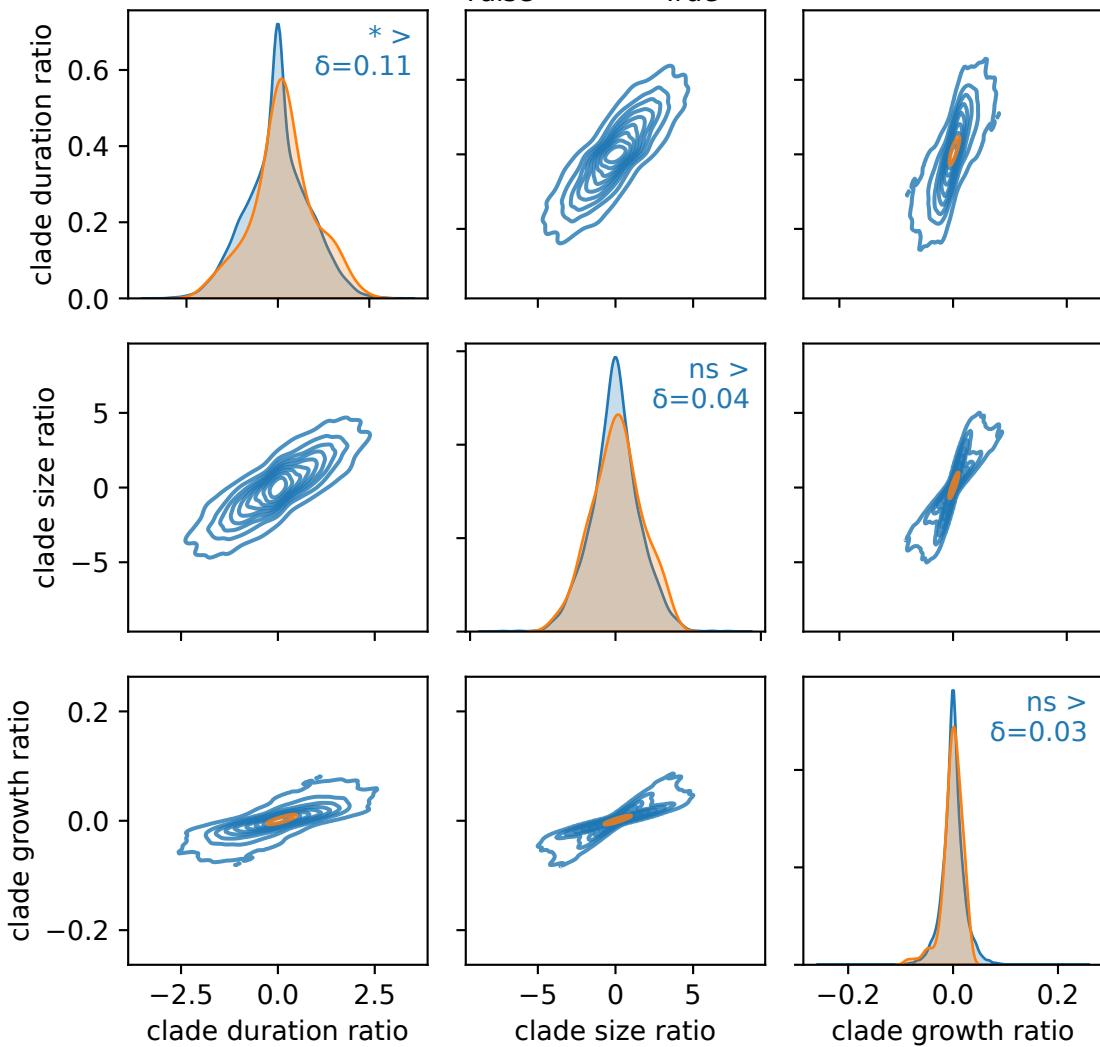 clade duration ratio
0.6
0.4
0.2
0.0
* >
δ=0.11
clade size ratio
5
0
−5
ns >
δ=0.04
clade growth ratio
0.2
0.0
−0.2
ns >
δ=0.03
−2.5 0.0 2.5
−5 0 5
−0.2 0.0 0.2
clade duration ratio
clade size ratio
clade growth ratio